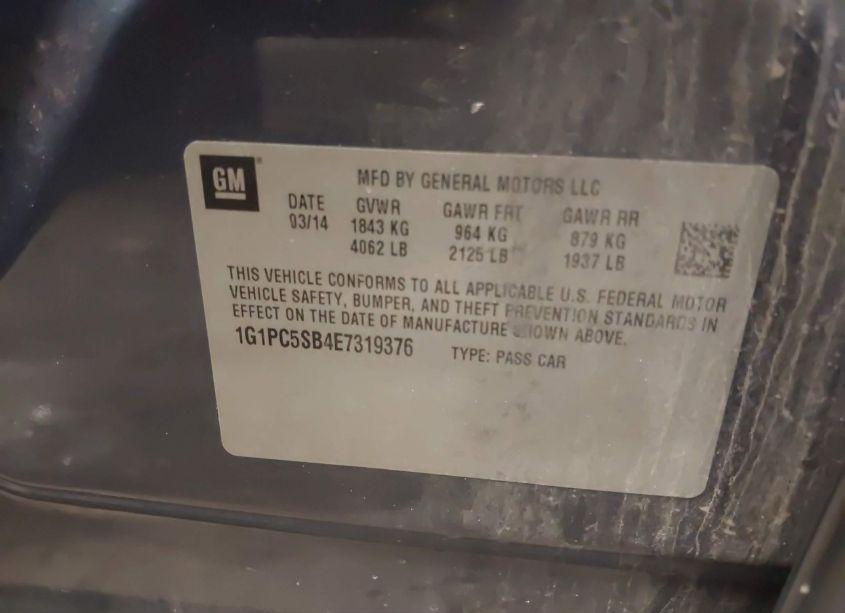 GM
MFD BY GENERAL MOTORS LLC
DATE GVWR GAWR FRT GAWR RR
03/14 1843 KG 964 KG 879 KG
4062 LB 2125 LB 1937 LB
THIS VEHICLE CONFORMS TO ALL APPLICABLE U.S. FEDERAL MOTOR
VEHICLE SAFETY, BUMPER, AND THEFT PREVENTION STANDARDS IN
EFFECT ON THE DATE OF MANUFACTURE SHOWN ABOVE.
1G1PC5SB4E7319376 TYPE: PASS CAR